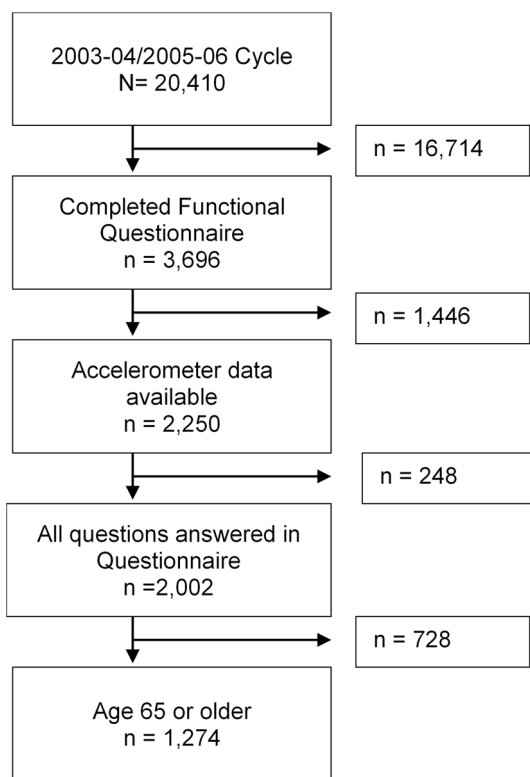 2003-04/2005-06 Cycle
N= 20,410
n = 16,714
Completed Functional
Questionnaire
n = 3,696
n = 1,446
Accelerometer data
available
n = 2,250
n = 248
All questions answered in
Questionnaire
n =2,002
n = 728
Age 65 or older
n = 1,274